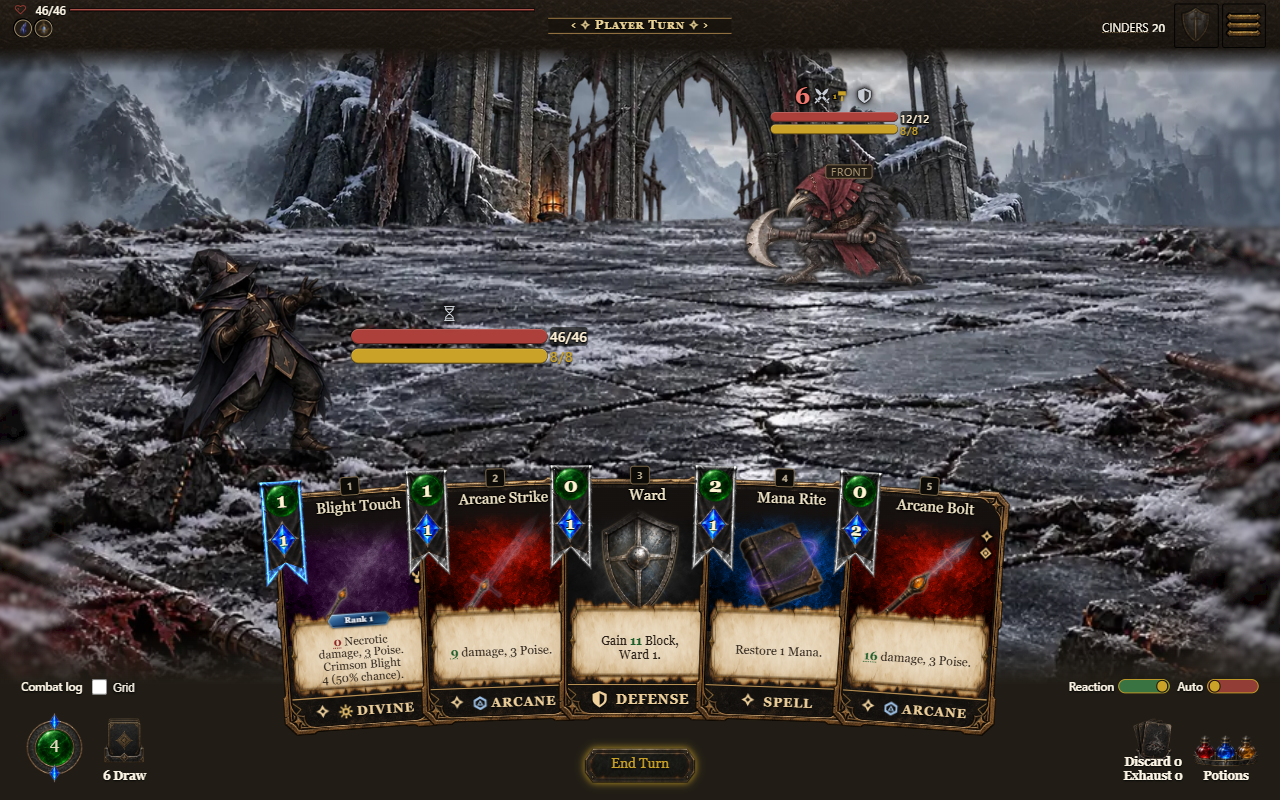 46/46
‹ ✧ PLAYER TURN ✧ ›
CINDERS 20
6
1
12/12
8/8
FRONT
46/46
8/8
1
2
3
4
5
1
1
Blight Touch
Rank 1
0 Necrotic
damage, 3 Poise.
Crimson Blight
4 (50% chance).
DIVINE
1
1
Arcane Strike
9 damage, 3 Poise.
ARCANE
0
1
Ward
Gain 11 Block,
Ward 1.
DEFENSE
2
1
Mana Rite
Restore 1 Mana.
SPELL
0
2
Arcane Bolt
16 damage, 3 Poise.
ARCANE
Combat log
Grid
Reaction
Auto
4
6 Draw
End Turn
Discard 0
Exhaust 0
Potions